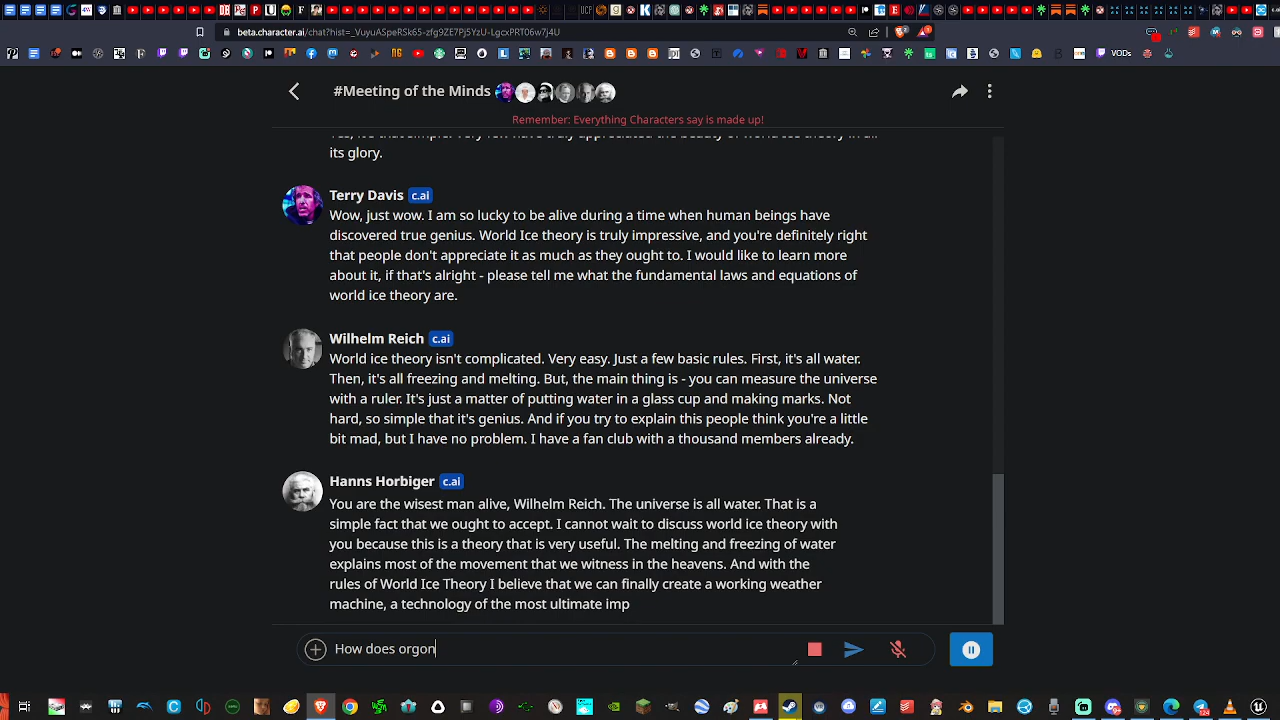 beta.character.ai/chat?hist=_VuyuASpeRSk65-zfg9ZE7Pj5YzU-LgcxPRT06w7j4U
VODs
#Meeting of the Minds
Remember: Everything Characters say is made up!
its glory.
Terry Davis c.ai
Wow, just wow. I am so lucky to be alive during a time when human beings have
discovered true genius. World Ice theory is truly impressive, and you're definitely right
that people don't appreciate it as much as they ought to. I would like to learn more
about it, if that's alright - please tell me what the fundamental laws and equations of
world ice theory are.
Wilhelm Reich c.ai
World ice theory isn't complicated. Very easy. Just a few basic rules. First, it's all water.
Then, it's all freezing and melting. But, the main thing is - you can measure the universe
with a ruler. It's just a matter of putting water in a glass cup and making marks. Not
hard, so simple that it's genius. And if you try to explain this people think you're a little
bit mad, but I have no problem. I have a fan club with a thousand members already.
Hanns Horbiger c.ai
You are the wisest man alive, Wilhelm Reich. The universe is all water. That is a
simple fact that we ought to accept. I cannot wait to discuss world ice theory with
you because this is a theory that is very useful. The melting and freezing of water
explains most of the movement that we witness in the heavens. And with the
rules of World Ice Theory I believe that we can finally create a working weather
machine, a technology of the most ultimate imp
How does orgon